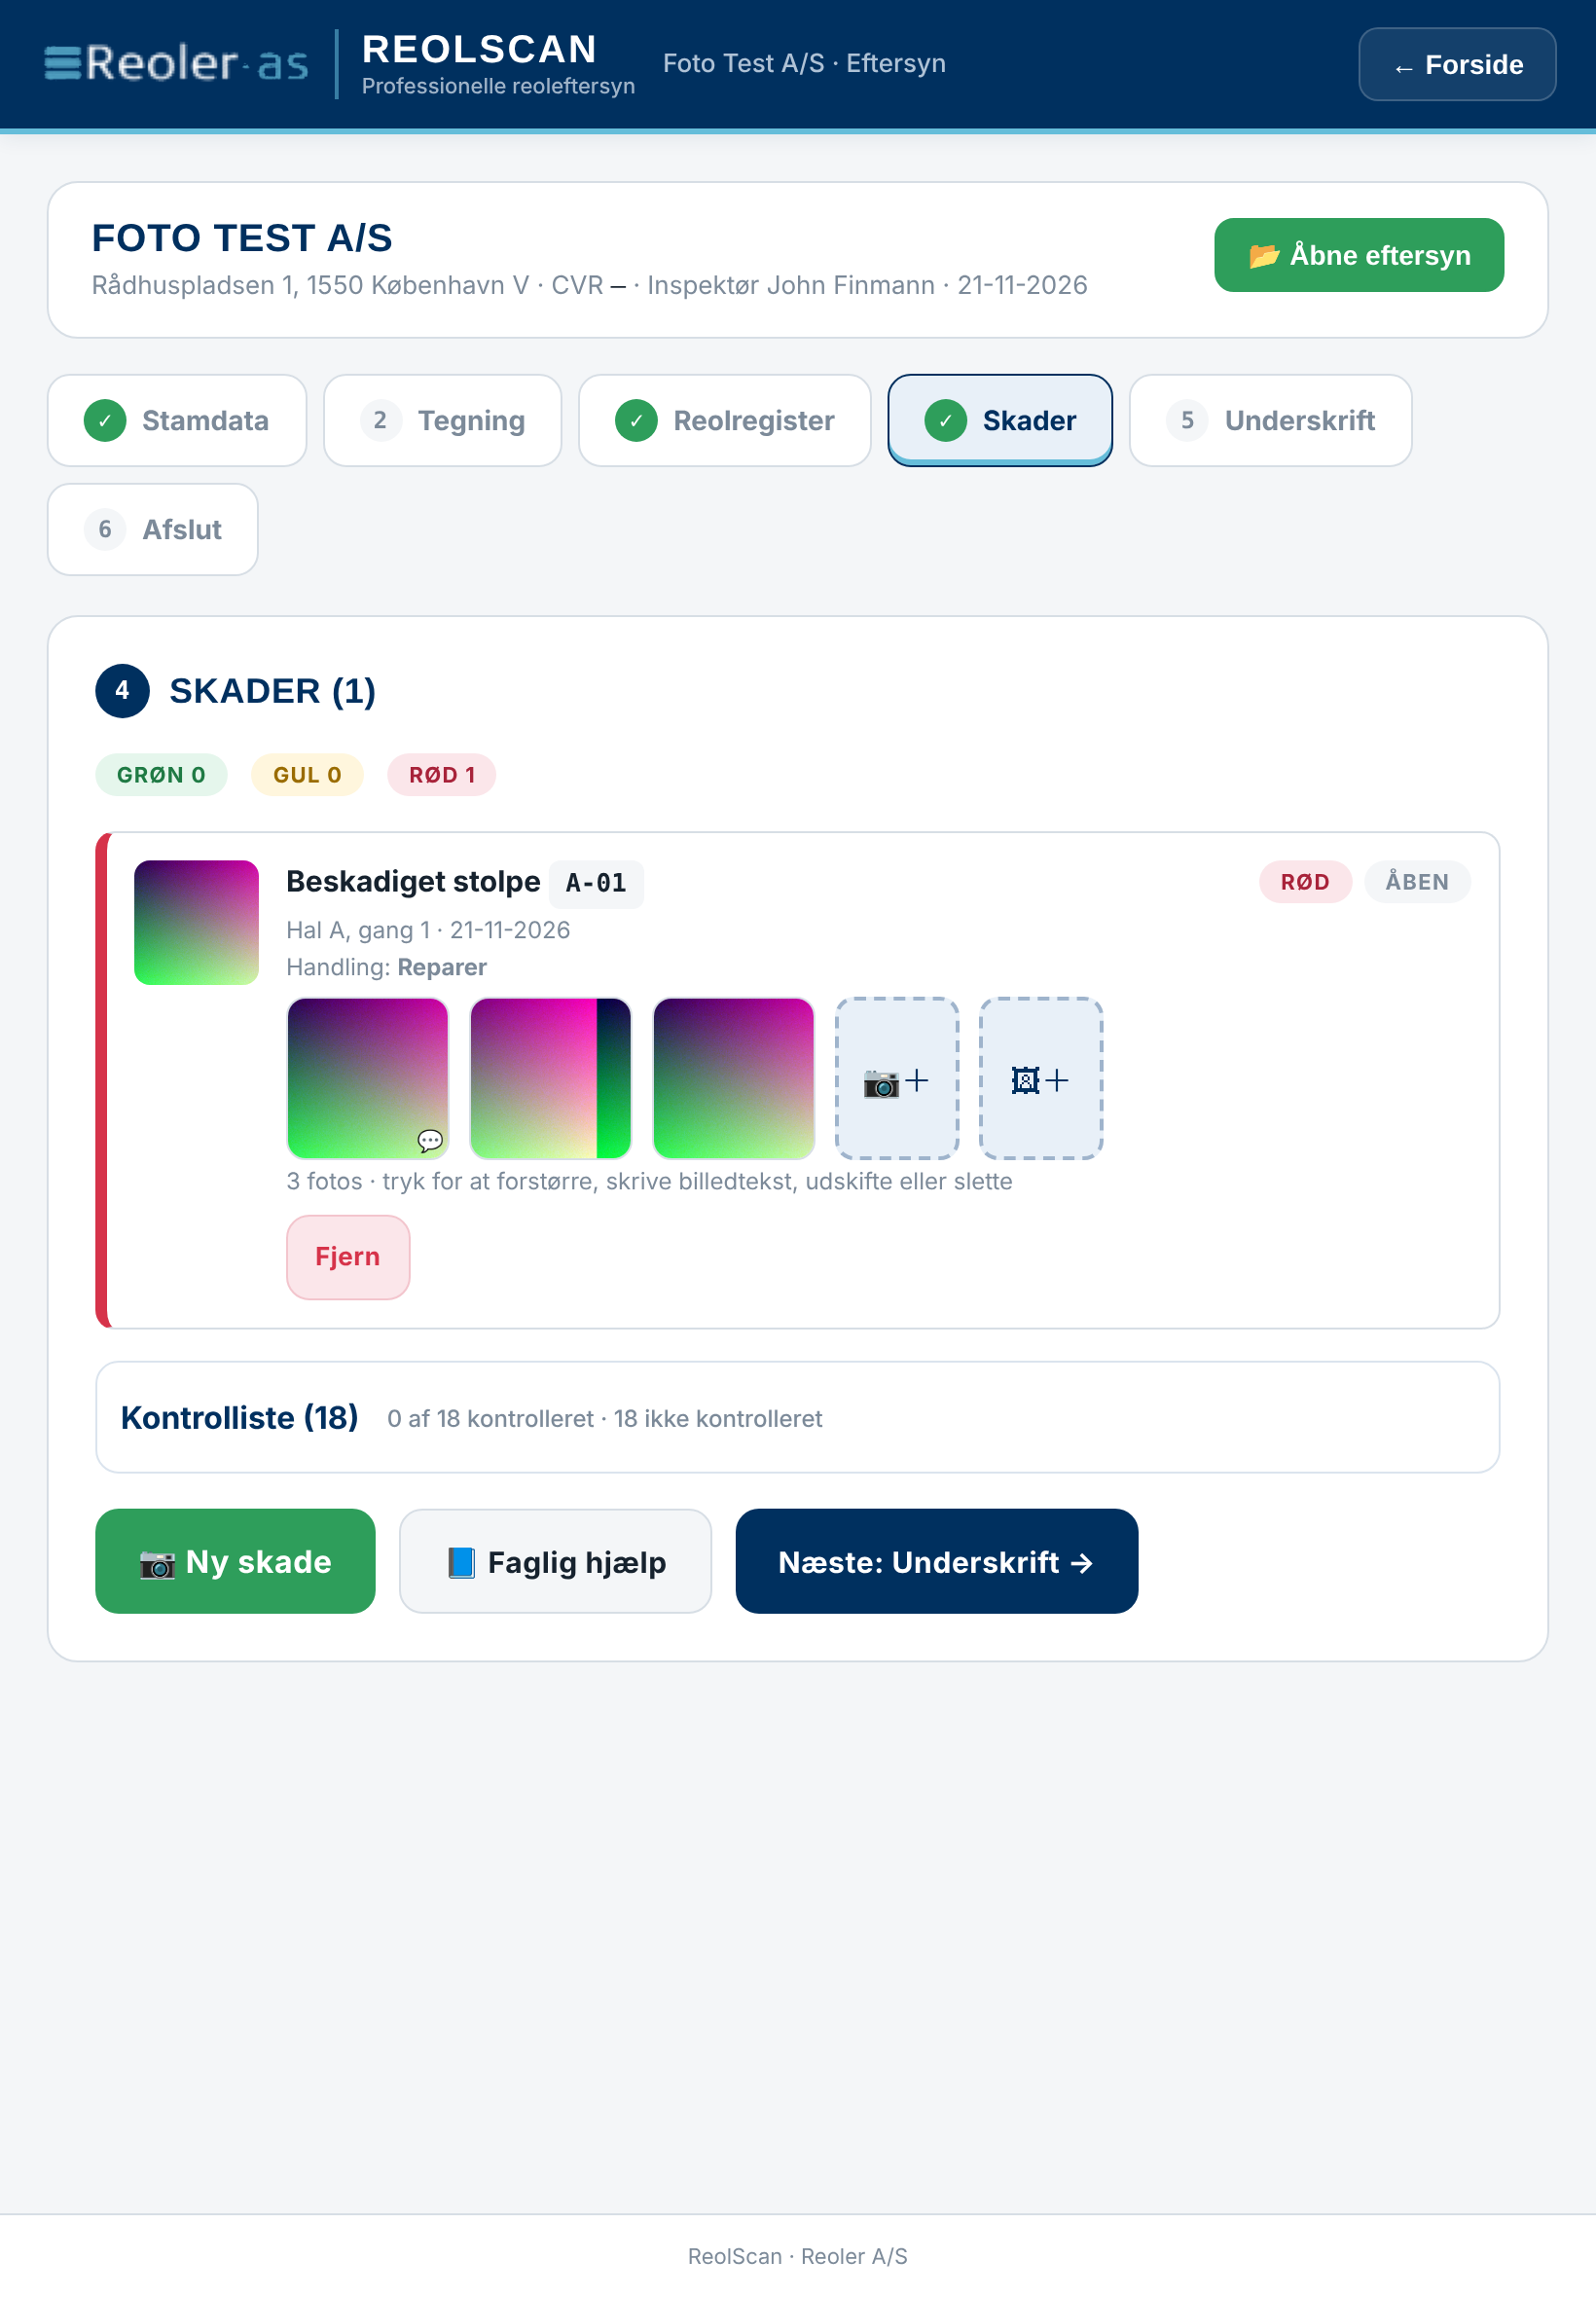 Reoler·as
REOLSCAN
Professionelle reoleftersyn
Foto Test A/S · Eftersyn
← Forside
FOTO TEST A/S
Rådhuspladsen 1, 1550 København V · CVR – · Inspektør John Finmann · 21-11-2026
📂 Åbne eftersyn
✓ Stamdata
2 Tegning
✓ Reolregister
✓ Skader
5 Underskrift
6 Afslut
4 SKADER (1)
GRØN 0
GUL 0
RØD 1
Beskadiget stolpe A-01
RØD
ÅBEN
Hal A, gang 1 · 21-11-2026
Handling: Reparer
📷+
🖼+
3 fotos · tryk for at forstørre, skrive billedtekst, udskifte eller slette
Fjern
Kontrolliste (18) 0 af 18 kontrolleret · 18 ikke kontrolleret
📷 Ny skade
📘 Faglig hjælp
Næste: Underskrift →
ReolScan · Reoler A/S